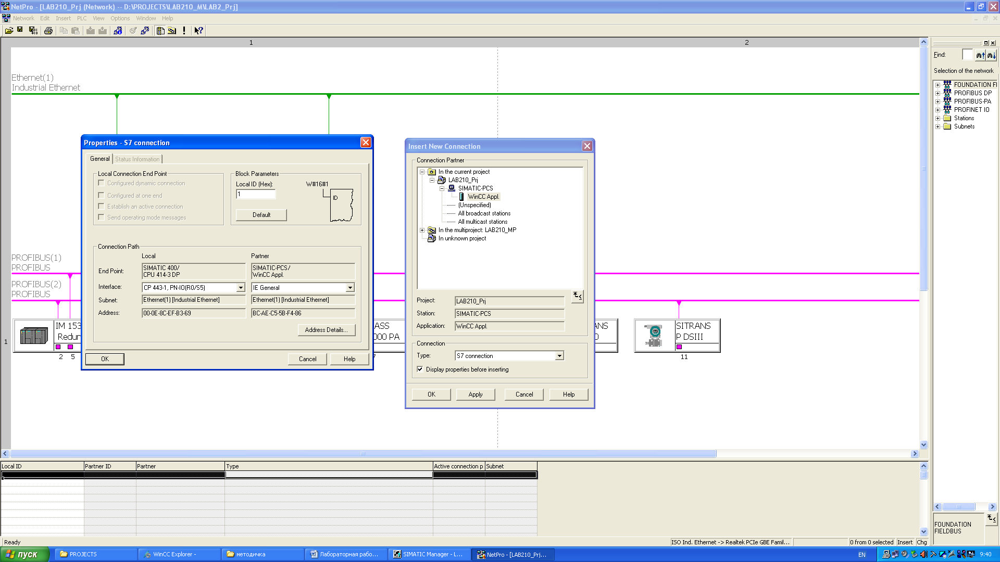 NetPro - [LAB210_Prj (Network) -- D:\PROJECTS\LAB210_M\LAB2_Prj]
Network Edit Insert PLC View Options Window Help
1 2
Ethernet(1)
Industrial Ethernet
PROFIBUS(1)
PROFIBUS
PROFIBUS(2)
PROFIBUS
1
IM 153
Redun
2 5
ASS
000 PA
7
ANS
0
SITRANS
P DSIII
11
Properties - S7 connection
General Status Information
Local Connection End Point
Configured dynamic connection
Configured at one end
Establish an active connection
Send operating mode messages
Block Parameters
Local ID (Hex): W#16#1
1
ID
Default
Connection Path
Local Partner
End Point: SIMATIC 400/
CPU 414-3 DP
SIMATIC-PCS/
WinCC Appl.
Interface: CP 443-1, PN-IO(R0/S5) IE General
Subnet: Ethernet(1) [Industrial Ethernet] Ethernet(1) [Industrial Ethernet]
Address: 00-0E-8C-EF-B3-69 BC-AE-C5-5B-F4-86
Address Details...
OK Cancel Help
Insert New Connection
Connection Partner
In the current project
LAB210_Prj
SIMATIC-PCS
WinCC Appl.
(Unspecified)
All broadcast stations
All multicast stations
In the multiproject: LAB210_MP
In unknown project
Project: LAB210_Prj
Station: SIMATIC-PCS
Application: WinCC Appl.
Connection
Type: S7 connection
Display properties before inserting
OK Apply Cancel Help
Find:
Selection of the network
FOUNDATION FI
PROFIBUS DP
PROFIBUS-PA
PROFINET IO
Stations
Subnets
FOUNDATION
FIELDBUS
Local ID Partner ID Partner Type Active connection p Subnet
Ready
ISO Ind. Ethernet -> Realtek PCIe GBE Famil... 0 from 0 selected Insert Chg
пуск PROJECTS WinCC Explorer - методичка Лабораторная рабо... SIMATIC Manager - L... NetPro - [LAB210_Prj... EN 9:40